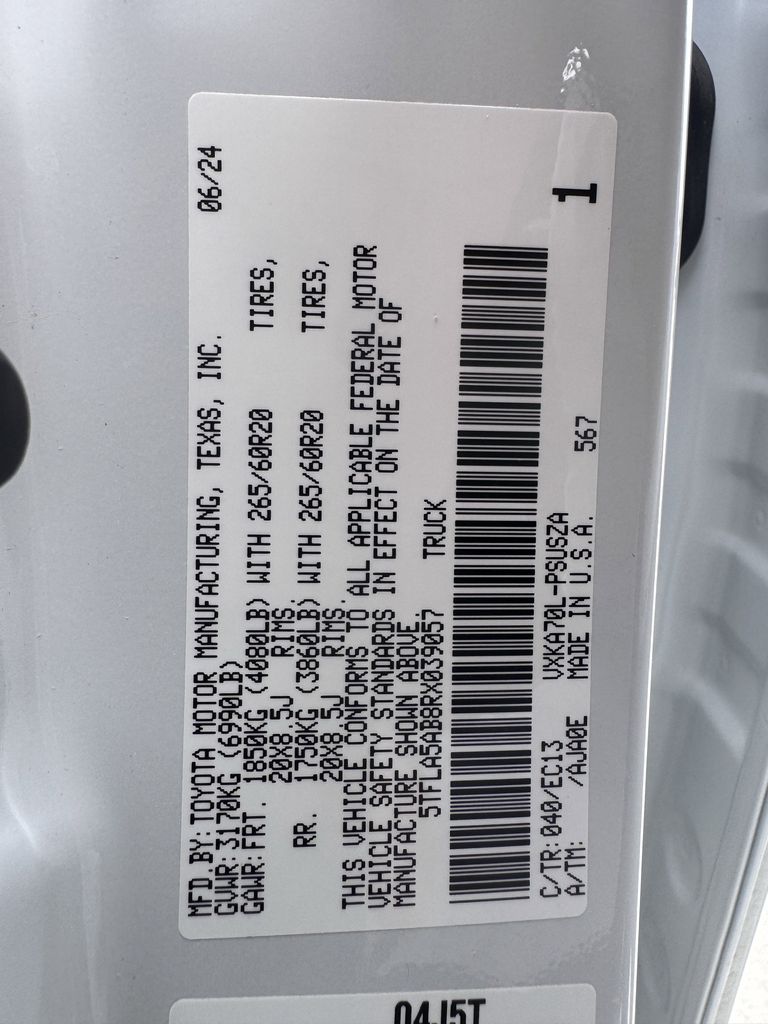 MFD.BY:TOYOTA MOTOR MANUFACTURING, TEXAS, INC. 06/24
GVWR:3170KG (6990LB)
GAWR:FRT. 1850KG (4080LB) WITH 265/60R20 TIRES,
20X8.5J RIMS.
RR. 1750KG (3860LB) WITH 265/60R20 TIRES,
20X8.5J RIMS.
THIS VEHICLE CONFORMS TO ALL APPLICABLE FEDERAL MOTOR
VEHICLE SAFETY STANDARDS IN EFFECT ON THE DATE OF
MANUFACTURE SHOWN ABOVE.
5TFLA5AB8RX039057 TRUCK
C/TR:040/EC13 VXKA70L-PSUSZA 1
A/TM: /AJA0E MADE IN U.S.A. 567
04J5T